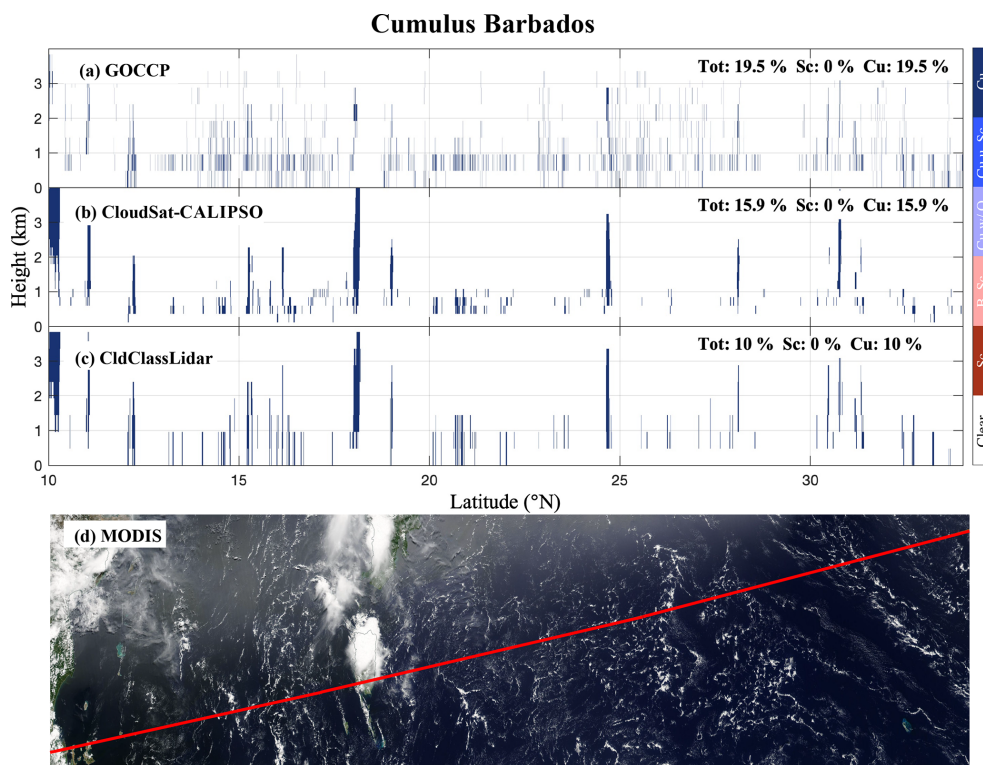 Cumulus Barbados
(a) GOCCP
Tot: 19.5 % Sc: 0 % Cu: 19.5 %
3
2
1
0
(b) CloudSat-CALIPSO
Tot: 15.9 % Sc: 0 % Cu: 15.9 %
3
2
1
0
Height (km)
(c) CldClassLidar
Tot: 10 % Sc: 0 % Cu: 10 %
3
2
1
0
10
15
20
25
30
Latitude (°N)
(d) MODIS
Sc
Clear